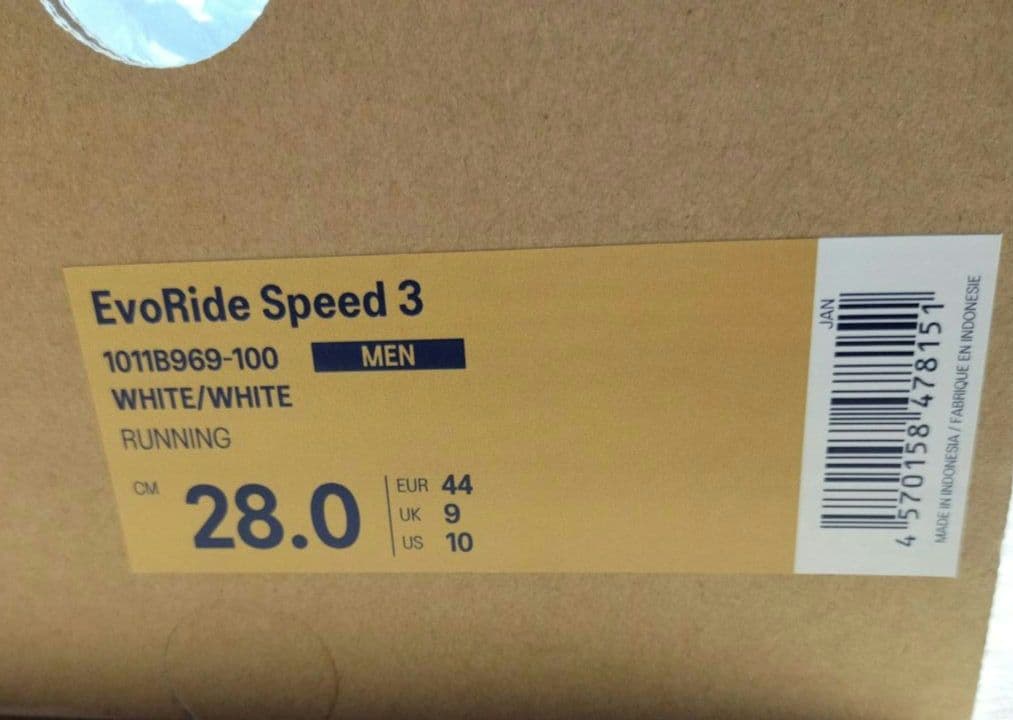 EvoRide Speed 3
1011B969-100 MEN
WHITE/WHITE
RUNNING
CM 28.0
EUR 44
UK 9
US 10
JAN
4 570158 478151
MADE IN INDONESIA / FABRIQUE EN INDONESIE